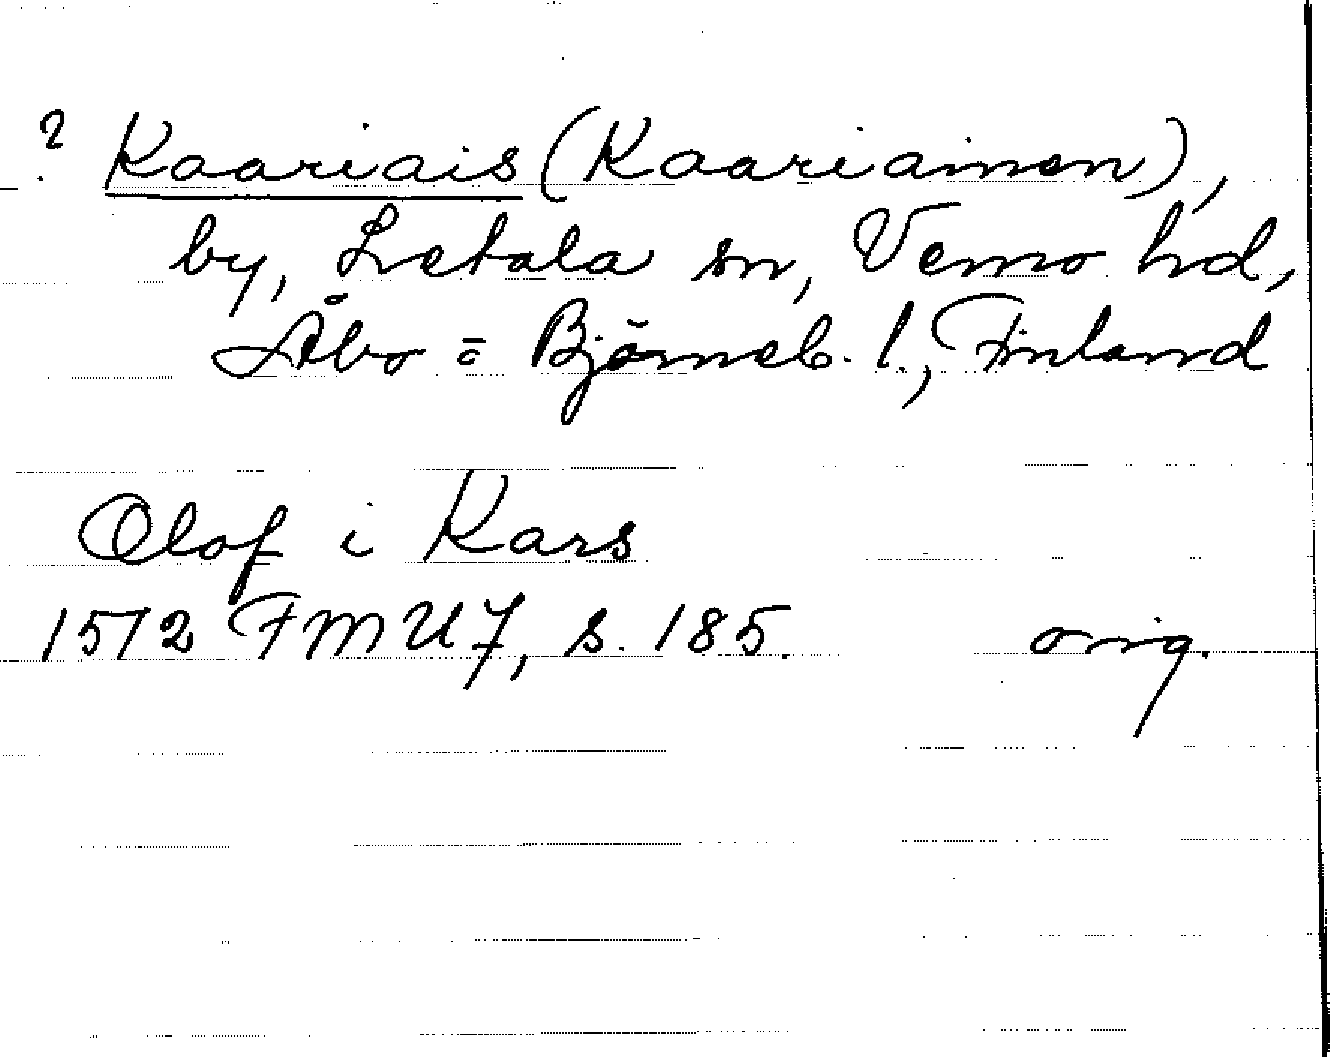 ? Kaariais (Kaariainen),
by, Letala sn, Vemo hd,
Åbo = Björneb. l., Finland
Olof i Kars
1572 FMU 7, s. 185. orig.